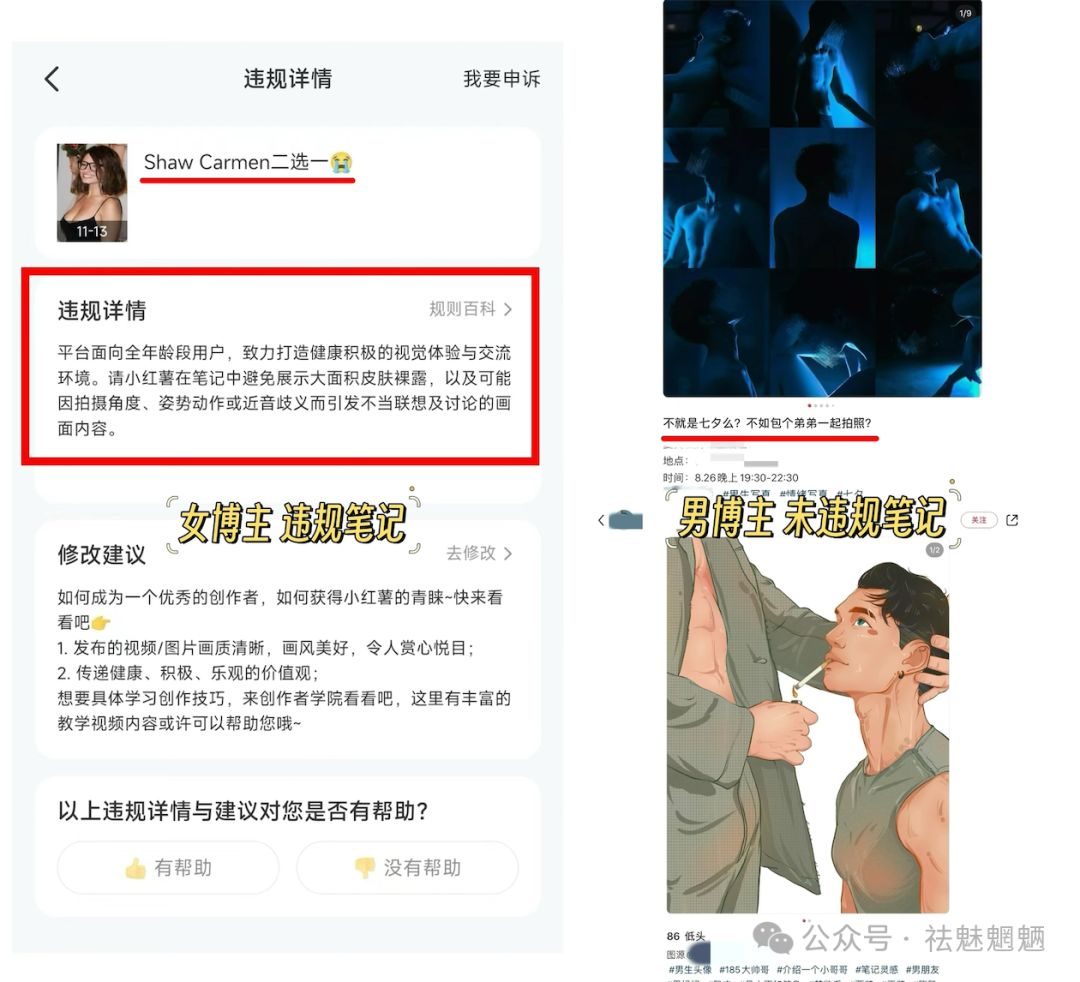 违规详情
我要申诉
Shaw Carmen二选一😭
11-13
违规详情
规则百科
平台面向全年龄段用户，致力打造健康积极的视觉体验与交流
环境。请小红薯在笔记中避免展示大面积皮肤裸露，以及可能
因拍摄角度、姿势动作或近音歧义而引发不当联想及讨论的画
面内容。
女博主 违规笔记
修改建议
去修改
如何成为一个优秀的创作者，如何获得小红薯的青睐~快来看
看吧👉
1. 发布的视频/图片画质清晰，画风美好，令人赏心悦目；
2. 传递健康、积极、乐观的价值观；
想要具体学习创作技巧，来创作者学院看看吧，这里有丰富的
教学视频内容或许可以帮助您哦~
以上违规详情与建议对您是否有帮助？
👍 有帮助
👎 没有帮助
1/9
不就是七夕么？不如包个弟弟一起拍照？
地点：
时间：8.26晚上19:30-22:30
#男生写真 #情绪写真 #七夕
男博主 未违规笔记
关注
1/2
86 低头
图源
#男生头像 #185大帅哥 #介绍一个小哥哥 #笔记灵感 #男朋友
公众号 · 祛魅魍魉